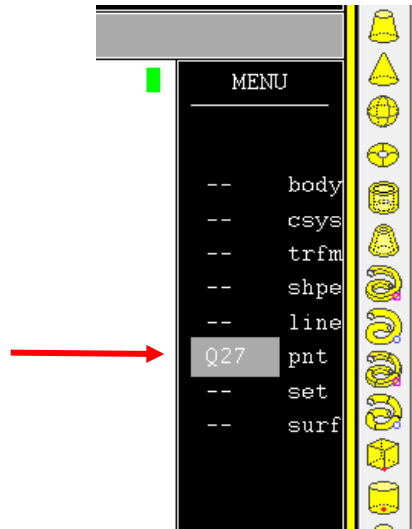 MENU
-- body
-- csys
-- trfm
-- shpe
-- line
Q27 pnt
-- set
-- surf